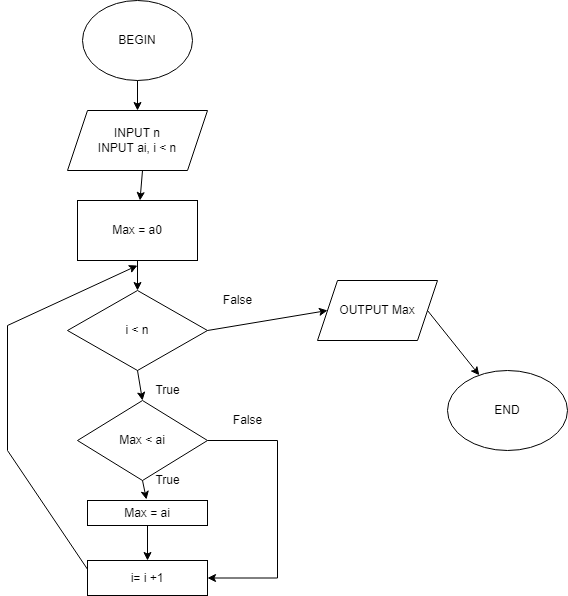 BEGIN
INPUT n
INPUT ai, i < n
Max = a0
i < n
False
OUTPUT Max
END
True
Max < ai
False
True
Max = ai
i= i +1